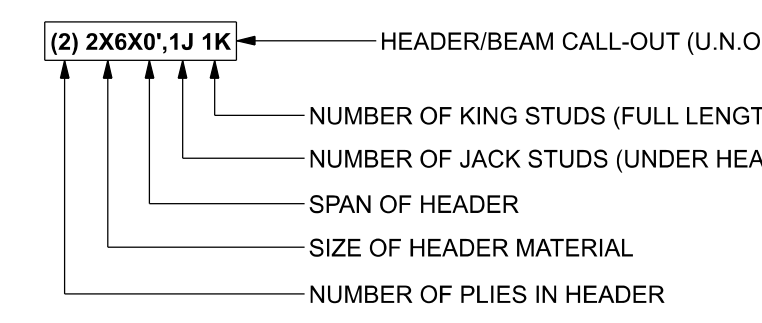 (2) 2X6X0',1J 1K HEADER/BEAM CALL-OUT (U.N.O
NUMBER OF KING STUDS (FULL LENGT
NUMBER OF JACK STUDS (UNDER HEA
SPAN OF HEADER
SIZE OF HEADER MATERIAL
NUMBER OF PLIES IN HEADER